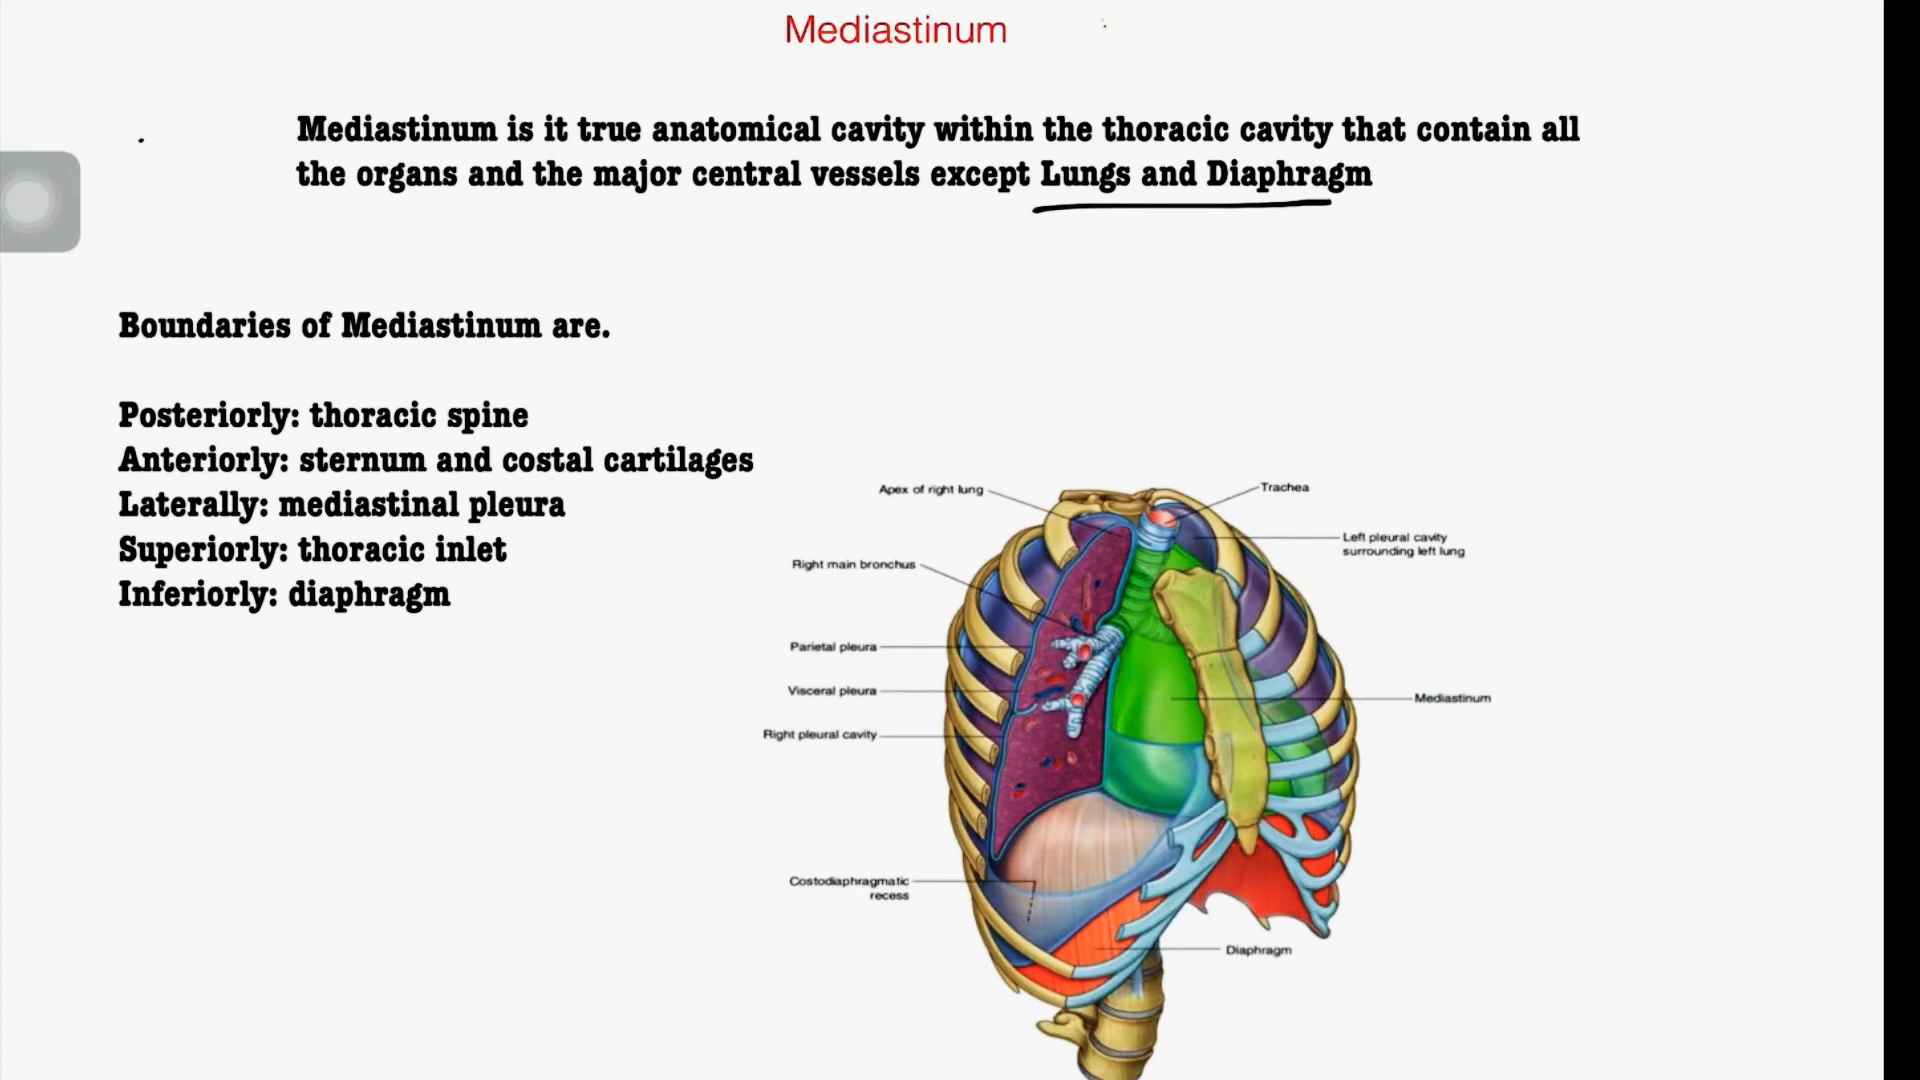 Mediastinum
Mediastinum is it true anatomical cavity within the thoracic cavity that contain all
the organs and the major central vessels except Lungs and Diaphragm
Boundaries of Mediastinum are.
Posteriorly: thoracic spine
Anteriorly: sternum and costal cartilages
Laterally: mediastinal pleura
Superiorly: thoracic inlet
Inferiorly: diaphragm
Apex of right lung
Trachea
Left pleural cavity
surrounding left lung
Right main bronchus
Parietal pleura
Visceral pleura
Mediastinum
Right pleural cavity
Costodiaphragmatic
recess
Diaphragm